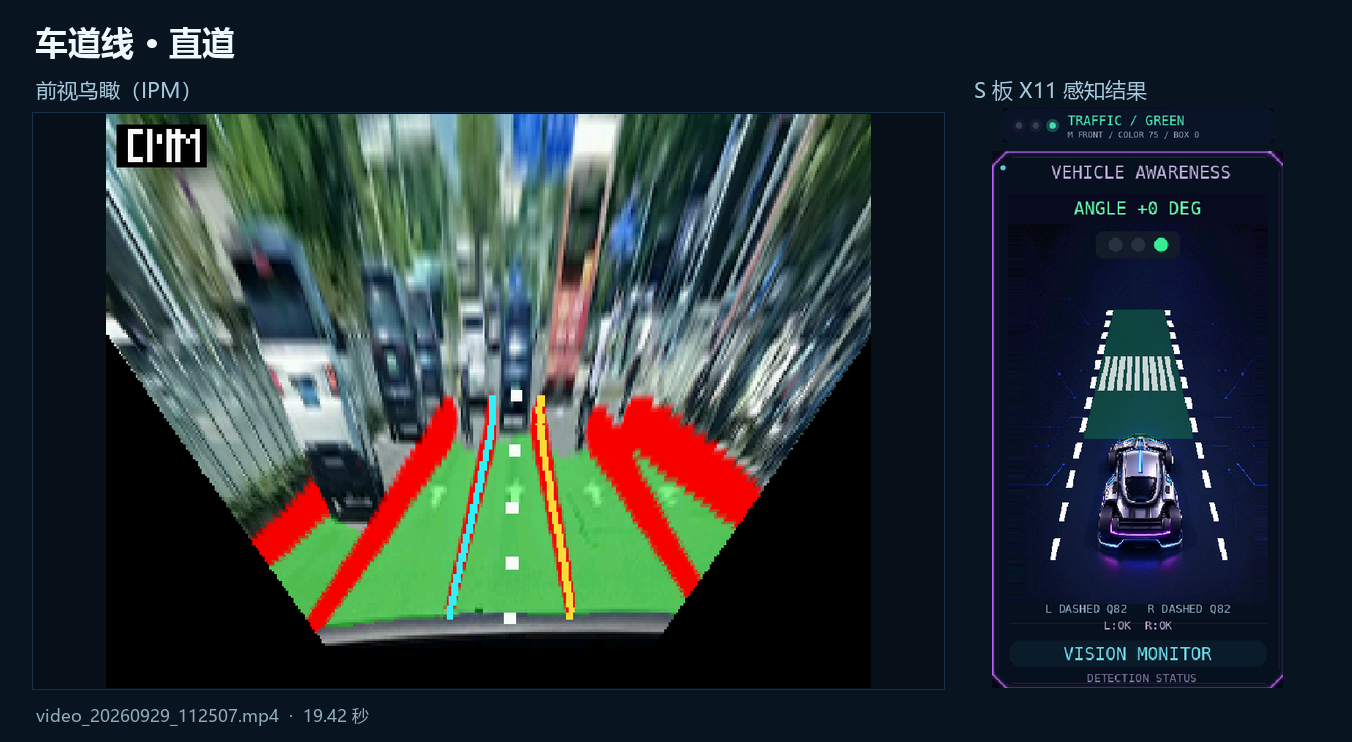 车道线 • 直道
前视鸟瞰（IPM）
S 板 X11 感知结果
TRAFFIC / GREEN
M FRONT / COLOR 75 / BOX 0
VEHICLE AWARENESS
ANGLE +0 DEG
L DASHED Q82 R DASHED Q82
L:OK R:OK
VISION MONITOR
DETECTION STATUS
video_20260929_112507.mp4 · 19.42 秒